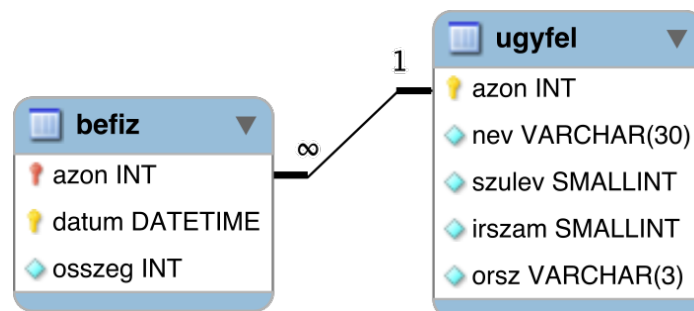 befiz
azon INT
datum DATETIME
osszeg INT
∞
1
ugyfel
azon INT
nev VARCHAR(30)
szulev SMALLINT
irszam SMALLINT
orsz VARCHAR(3)